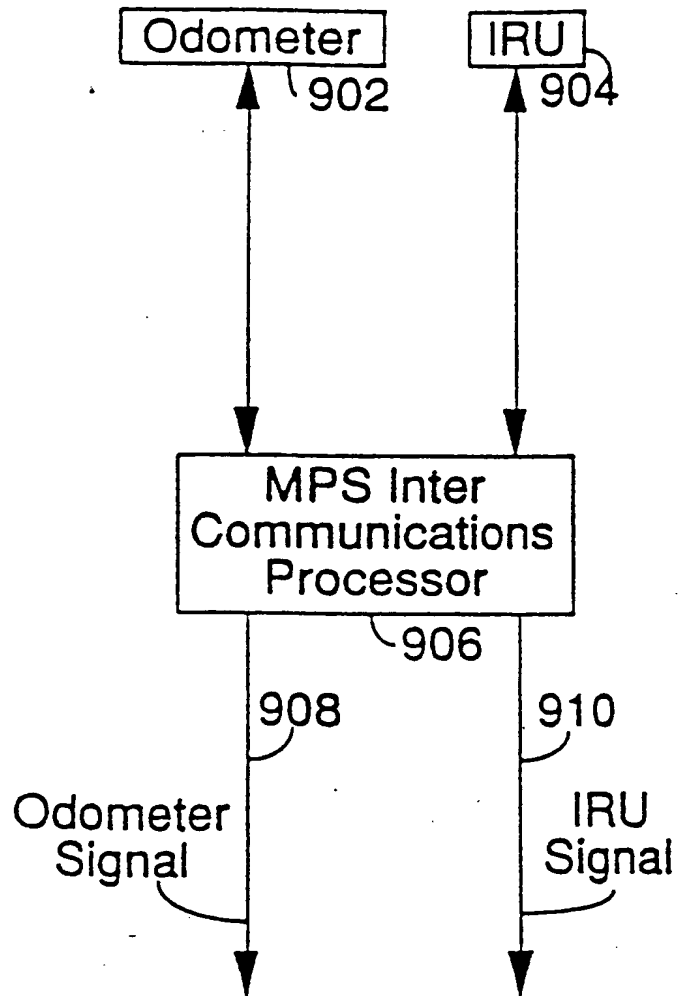 Odometer
IRU
902
904
MPS Inter
Communications
Processor
906
908
910
Odometer
Signal
IRU
Signal